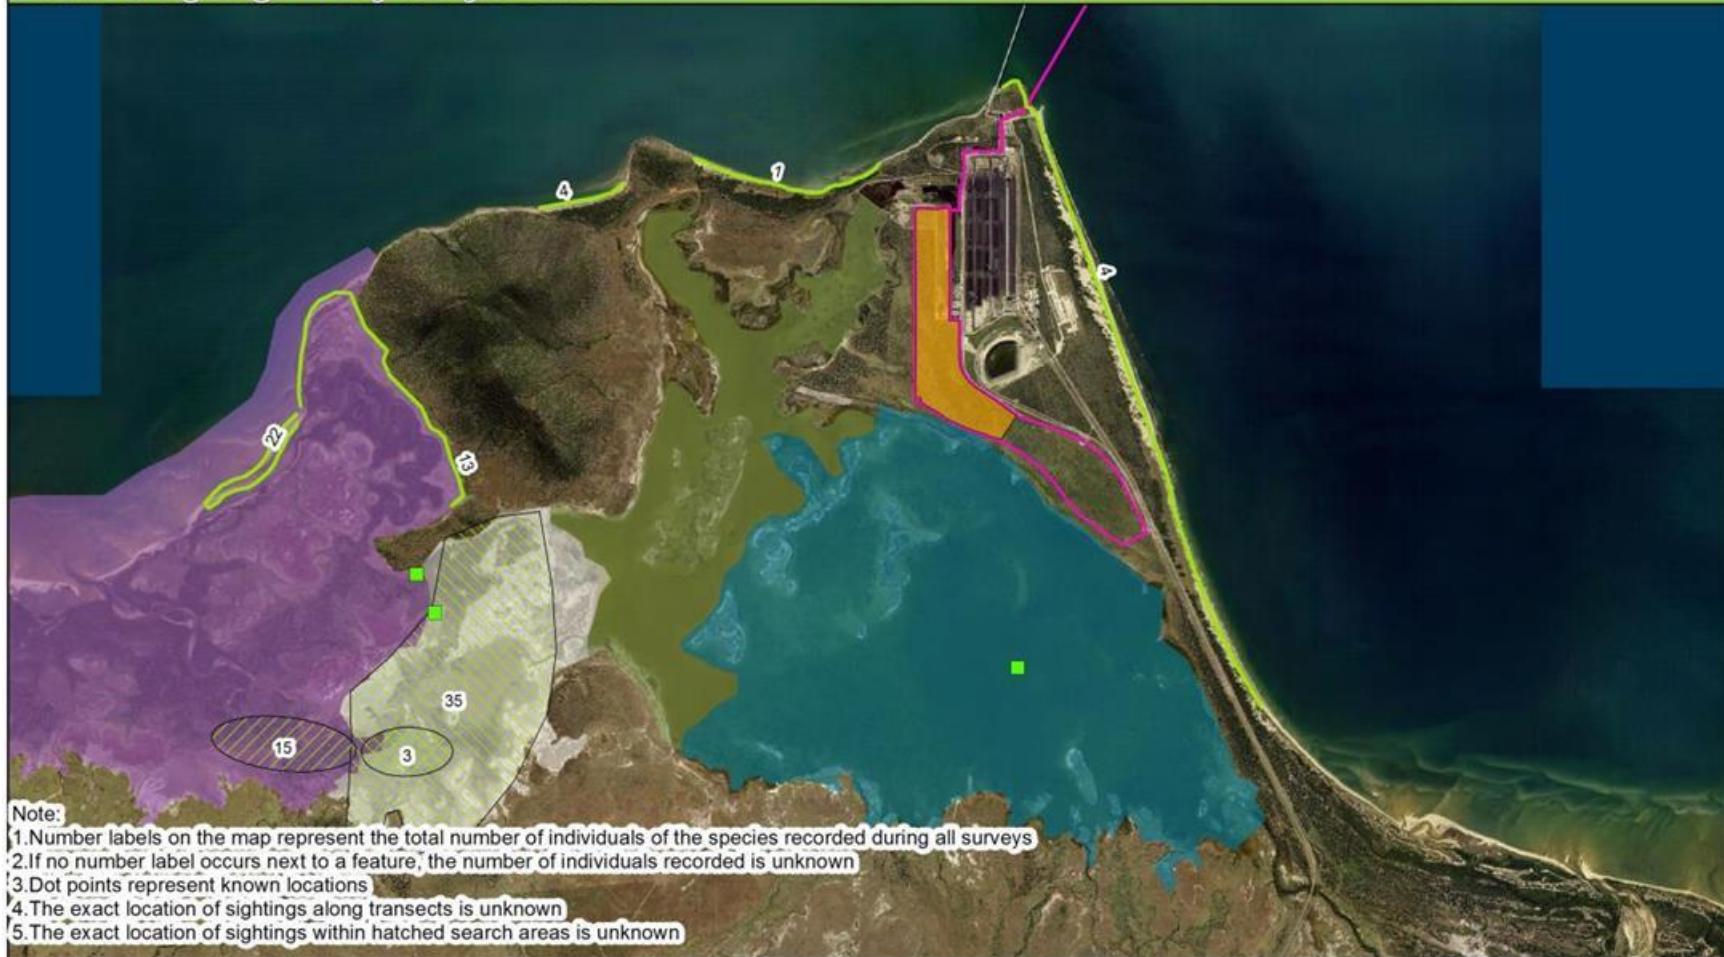 1
4
4
22
13
35
15
3
Note:
1.Number labels on the map represent the total number of individuals of the species recorded during all surveys
2.If no number label occurs next to a feature, the number of individuals recorded is unknown
3.Dot points represent known locations
4.The exact location of sightings along transects is unknown
5.The exact location of sightings within hatched search areas is unknown